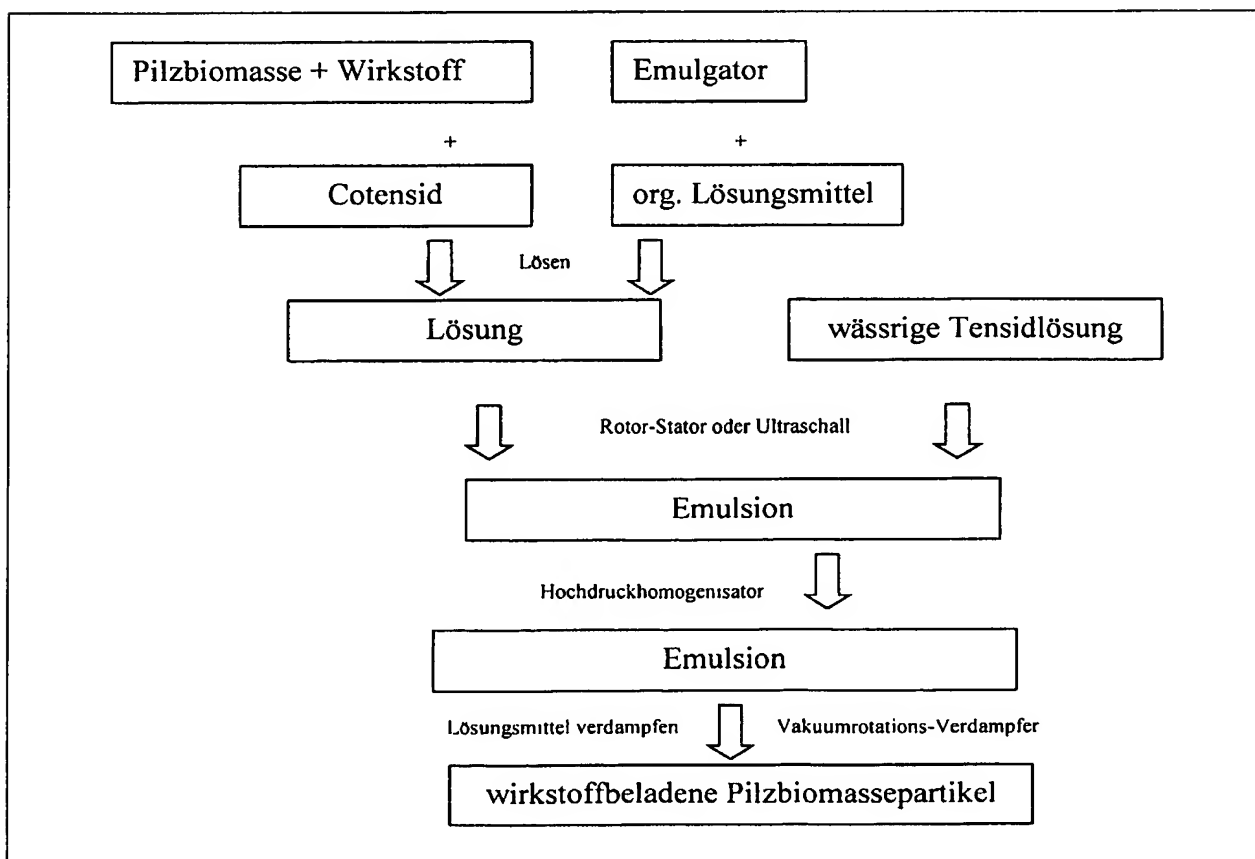 Pilzbiomasse + Wirkstoff
Emulgator
+
+
Cotensid
org. Lösungsmittel
Lösen
Lösung
wässrige Tensidlösung
Rotor-Stator oder Ultraschall
Emulsion
Hochdruckhomogenisator
Emulsion
Lösungsmittel verdampfen
Vakuumrotations-Verdampfer
wirkstoffbeladene Pilzbiomassepartikel